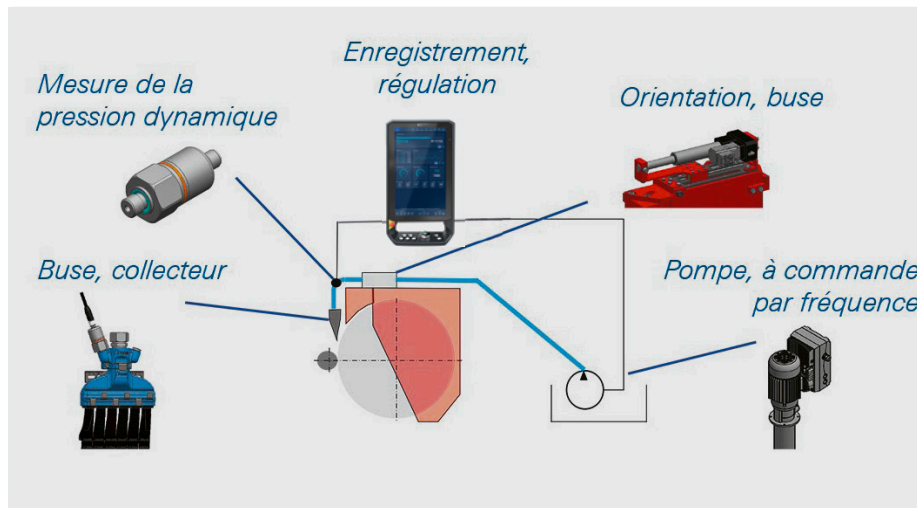 Enregistrement,
régulation
Mesure de la
pression dynamique
Orientation, buse
Buse, collecteur
Pompe, à commande
par fréquence